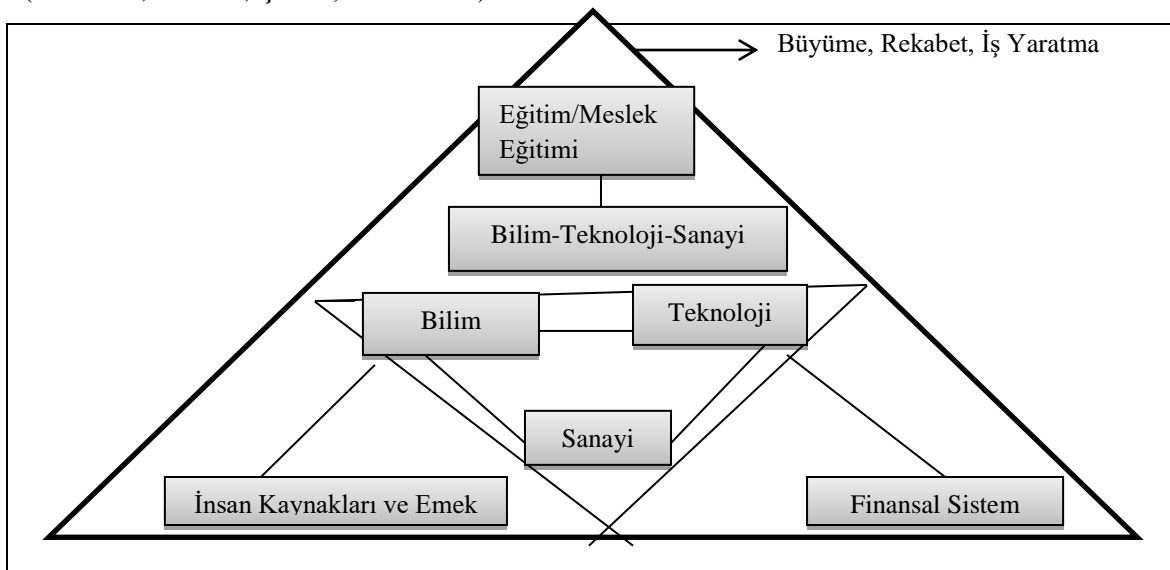 Büyüme, Rekabet, İş Yaratma
Eğitim/Meslek
Eğitimi
Bilim-Teknoloji-Sanayi
Bilim
Teknoloji
Sanayi
İnsan Kaynakları ve Emek
Finansal Sistem